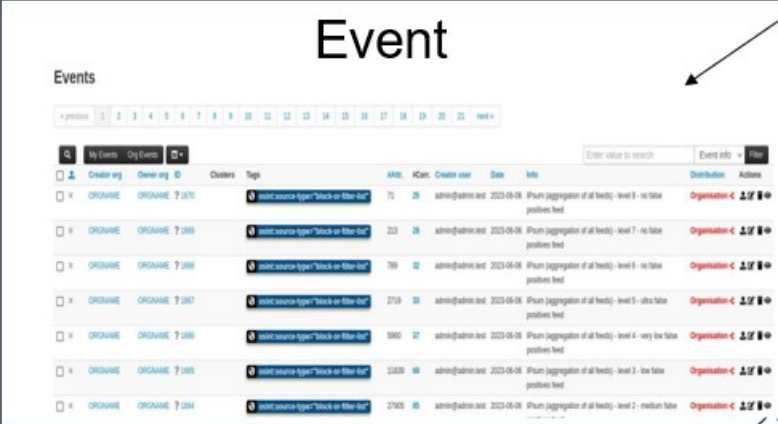 Event
Events
« previous 1 2 3 4 5 6 7 8 9 10 11 12 13 14 15 16 17 18 19 20 21 next »
My Events Org Events
Enter value to search Event info Filter
Creator org Owner org ID Clusters Tags #Attr. #Corr. Creator user Date Info Distribution Actions
ORGNAME ORGNAME ? 1670 osint:source-type="block-or-filter-list" 71 25 admin@admin.test 2023-06-06 IPsum (aggregation of all feeds) - level 8 - no false Organisation
positives feed
ORGNAME ORGNAME ? 1669 osint:source-type="block-or-filter-list" 213 28 admin@admin.test 2023-06-06 IPsum (aggregation of all feeds) - level 7 - no false Organisation
positives feed
ORGNAME ORGNAME ? 1668 osint:source-type="block-or-filter-list" 789 32 admin@admin.test 2023-06-06 IPsum (aggregation of all feeds) - level 6 - no false Organisation
positives feed
ORGNAME ORGNAME ? 1667 osint:source-type="block-or-filter-list" 2719 33 admin@admin.test 2023-06-06 IPsum (aggregation of all feeds) - level 5 - ultra false Organisation
positives feed
ORGNAME ORGNAME ? 1666 osint:source-type="block-or-filter-list" 5960 37 admin@admin.test 2023-06-06 IPsum (aggregation of all feeds) - level 4 - very low false Organisation
positives feed
ORGNAME ORGNAME ? 1665 osint:source-type="block-or-filter-list" 11839 68 admin@admin.test 2023-06-06 IPsum (aggregation of all feeds) - level 3 - low false Organisation
positives feed
ORGNAME ORGNAME ? 1664 osint:source-type="block-or-filter-list" 27905 85 admin@admin.test 2023-06-06 IPsum (aggregation of all feeds) - level 2 - medium false Organisation